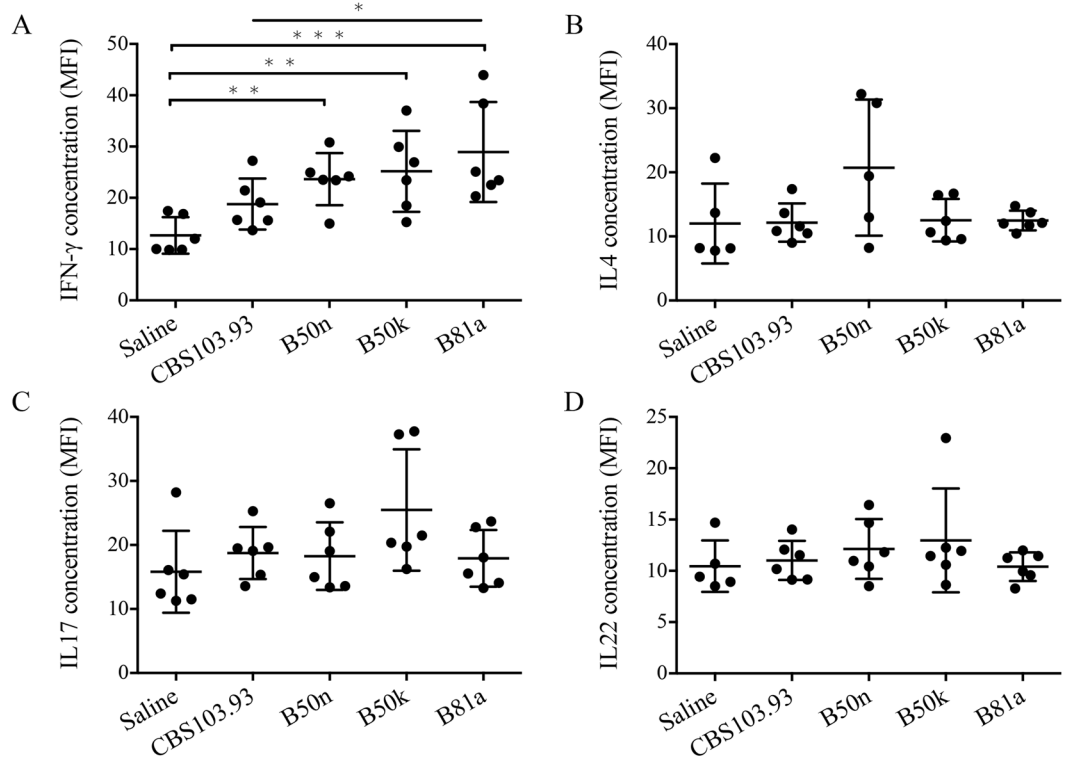 A
IFN-γ concentration (MFI)
*
* * *
* *
* *
50
40
30
20
10
0
Saline
CBS103.93
B50n
B50k
B81a
B
IL4 concentration (MFI)
40
30
20
10
0
Saline
CBS103.93
B50n
B50k
B81a
C
IL17 concentration (MFI)
40
30
20
10
0
Saline
CBS103.93
B50n
B50k
B81a
D
IL22 concentration (MFI)
25
20
15
10
5
0
Saline
CBS103.93
B50n
B50k
B81a